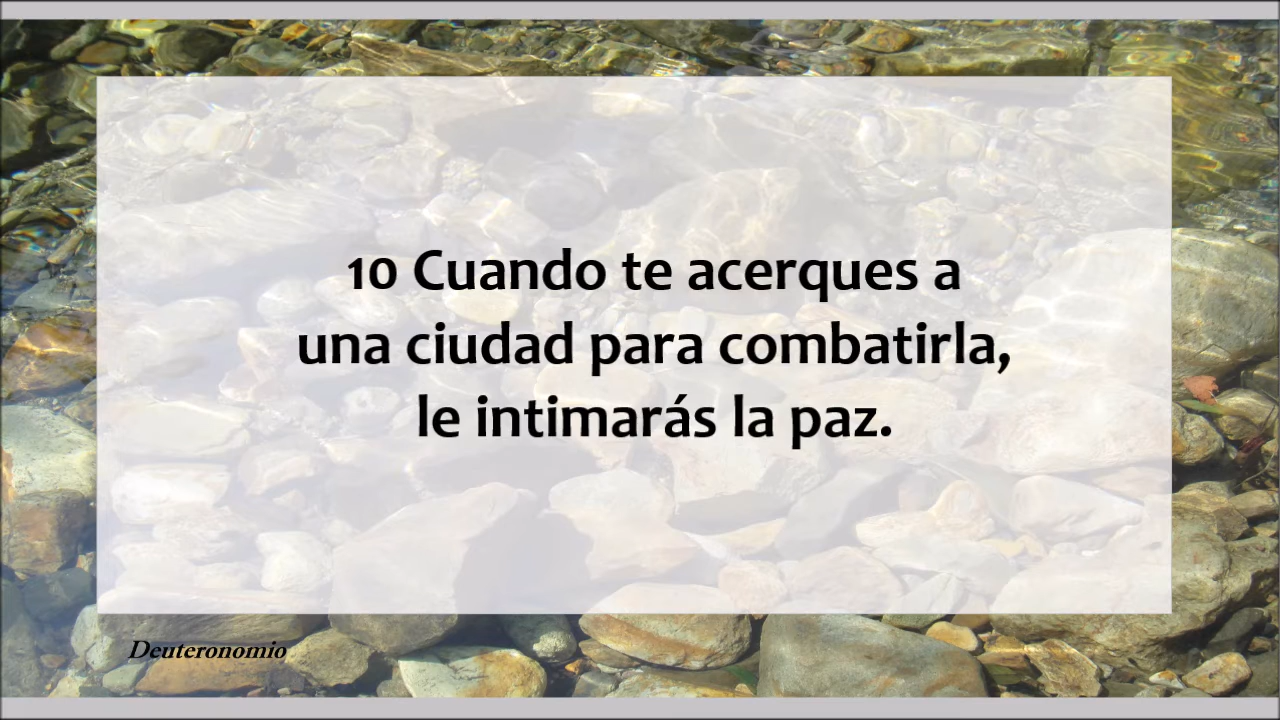 10 Cuando te acerques a
una ciudad para combatirla,
le intimarás la paz.
Deuteronomio